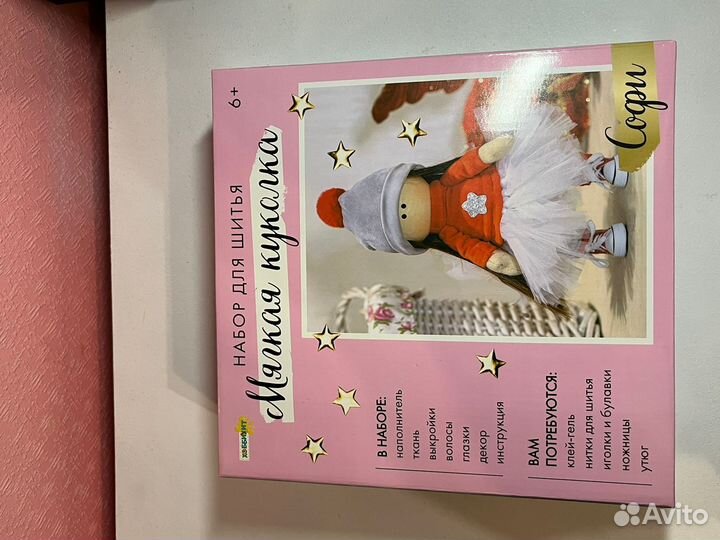 6+
НАБОР ДЛЯ ШИТЬЯ
Мягкая куколка
Софи
ХОББИХИТ
В НАБОРЕ:
наполнитель
ткань
выкройки
волосы
глазки
декор
инструкция
ВАМ
ПОТРЕБУЮТСЯ:
клей-гель
нитки для шитья
иголки и булавки
ножницы
утюг
Avito